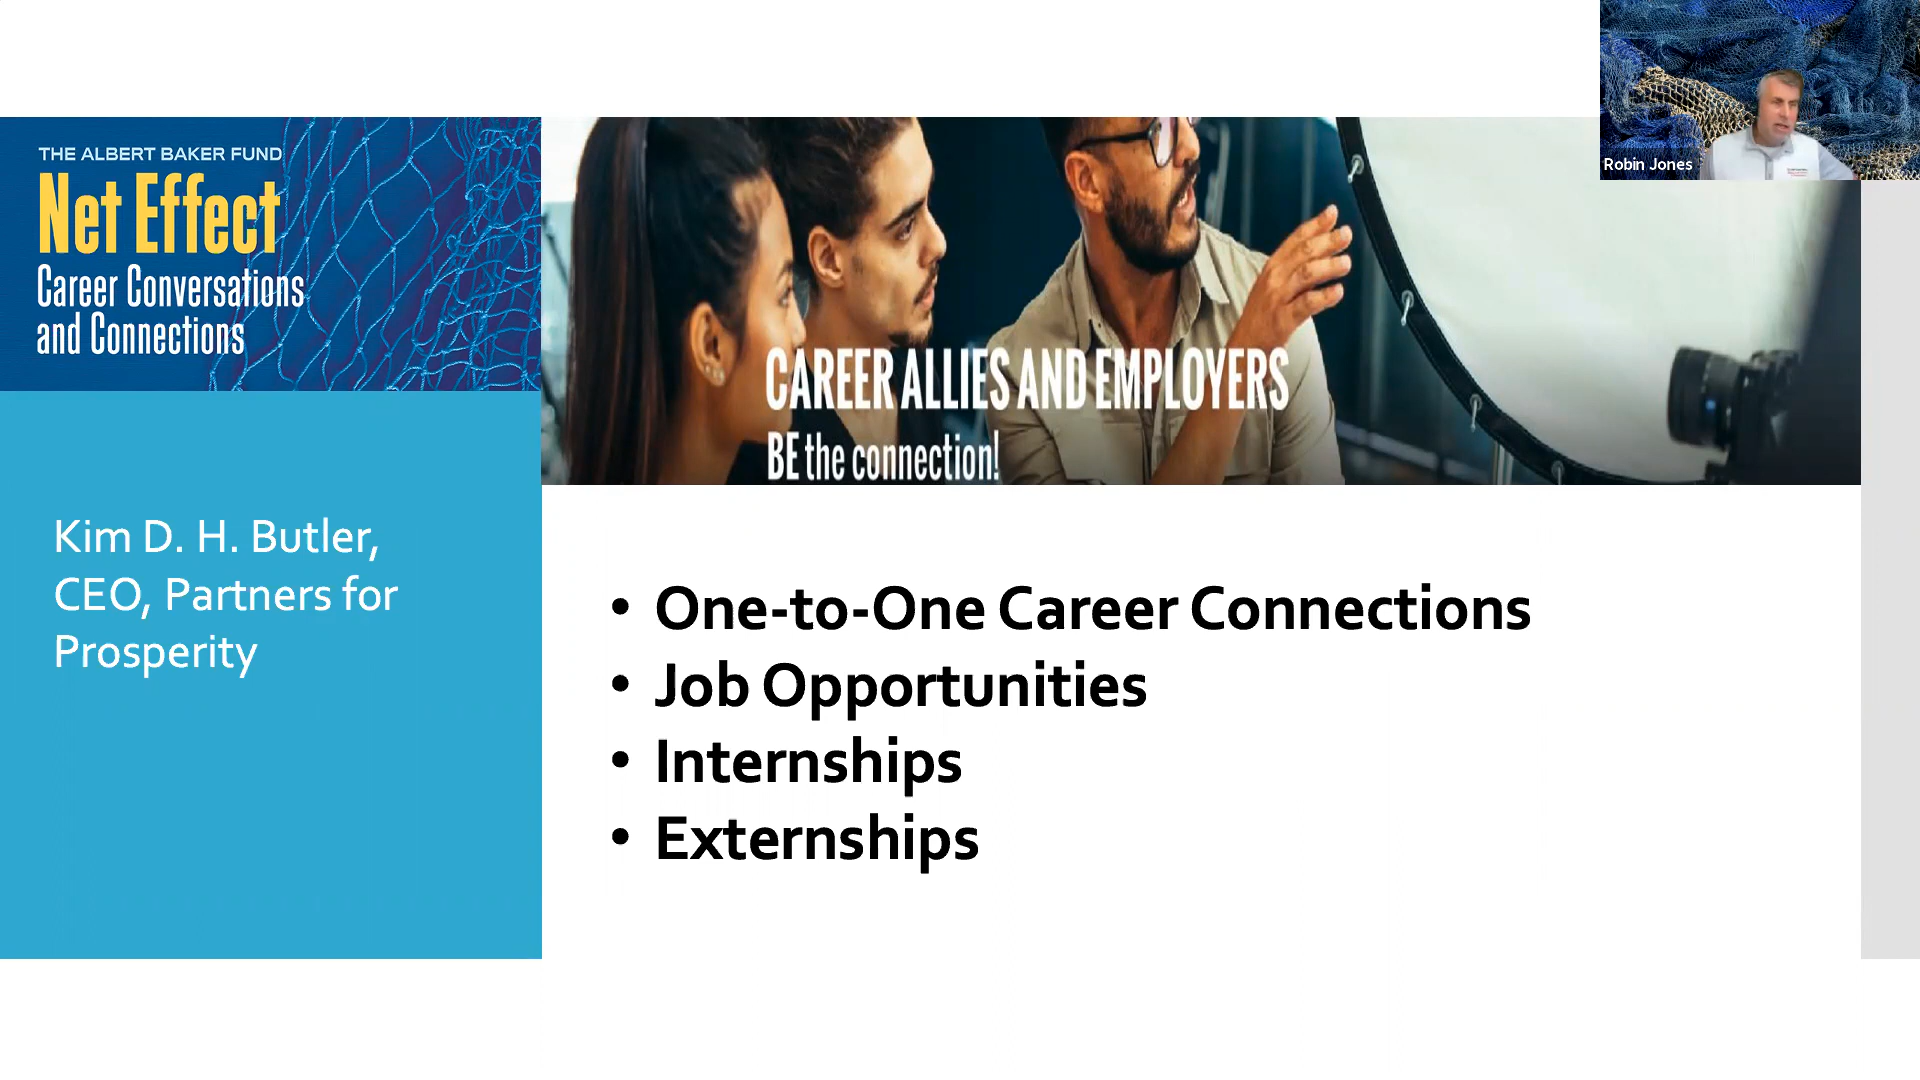 Robin Jones
THE ALBERT BAKER FUND
Net Effect
Career Conversations
and Connections
CAREER ALLIES AND EMPLOYERS
BE the connection!
Kim D. H. Butler,
CEO, Partners for
Prosperity
• One-to-One Career Connections
• Job Opportunities
• Internships
• Externships